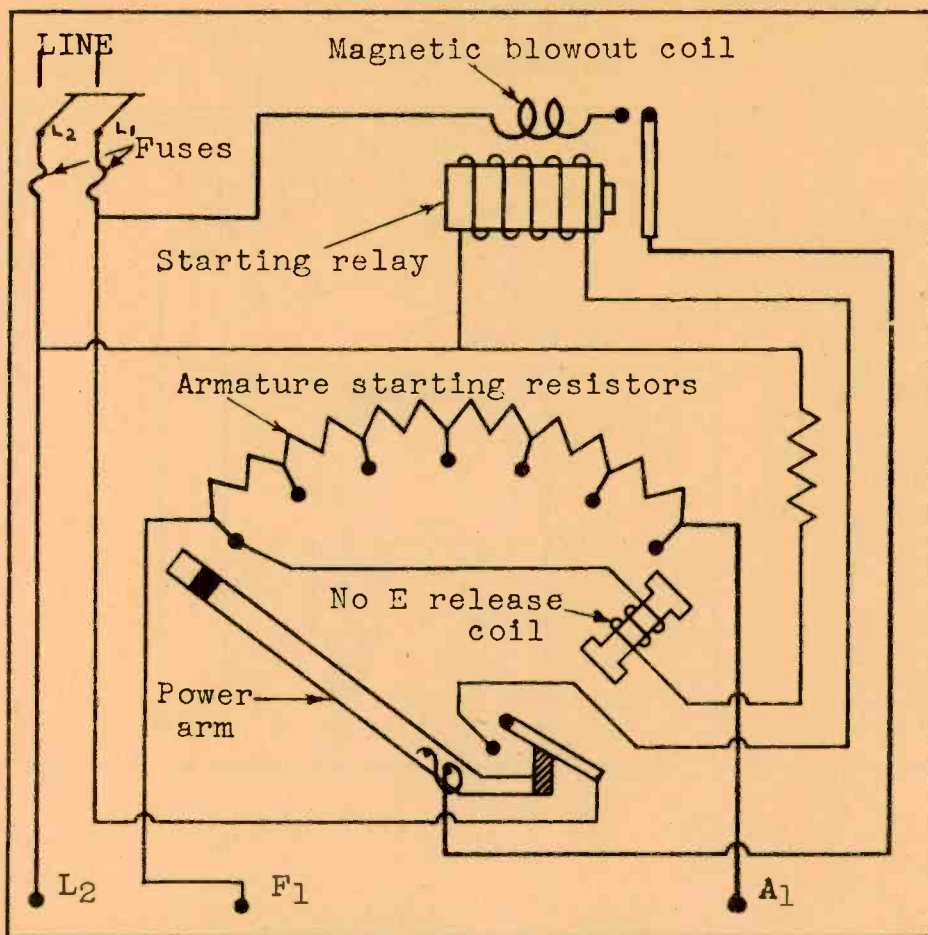 LINE
Magnetic blowout coil
L2 L1
Fuses
Starting relay
Armature starting resistors
No E release
coil
Power
arm
L2
F1
A1